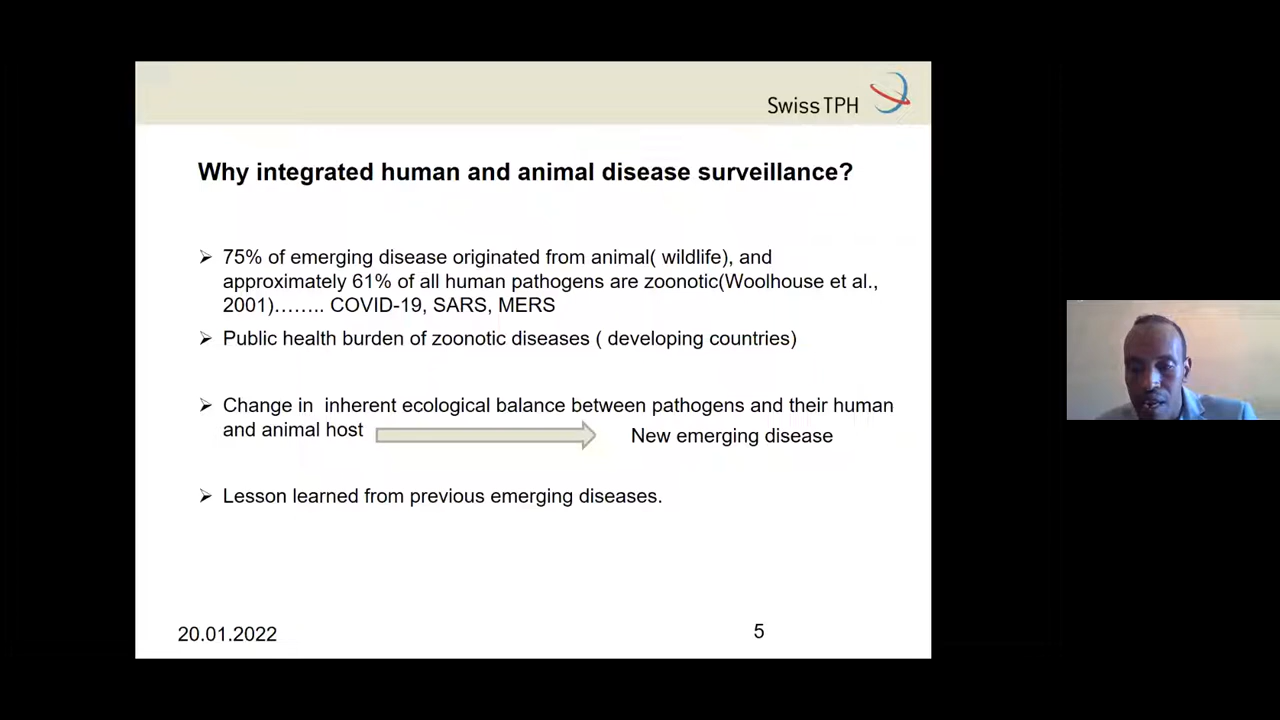 Swiss TPH
Why integrated human and animal disease surveillance?
➢ 75% of emerging disease originated from animal( wildlife), and
approximately 61% of all human pathogens are zoonotic(Woolhouse et al.,
2001)…….. COVID-19, SARS, MERS
➢ Public health burden of zoonotic diseases ( developing countries)
➢ Change in  inherent ecological balance between pathogens and their human
and animal host
New emerging disease
➢ Lesson learned from previous emerging diseases.
20.01.2022
5